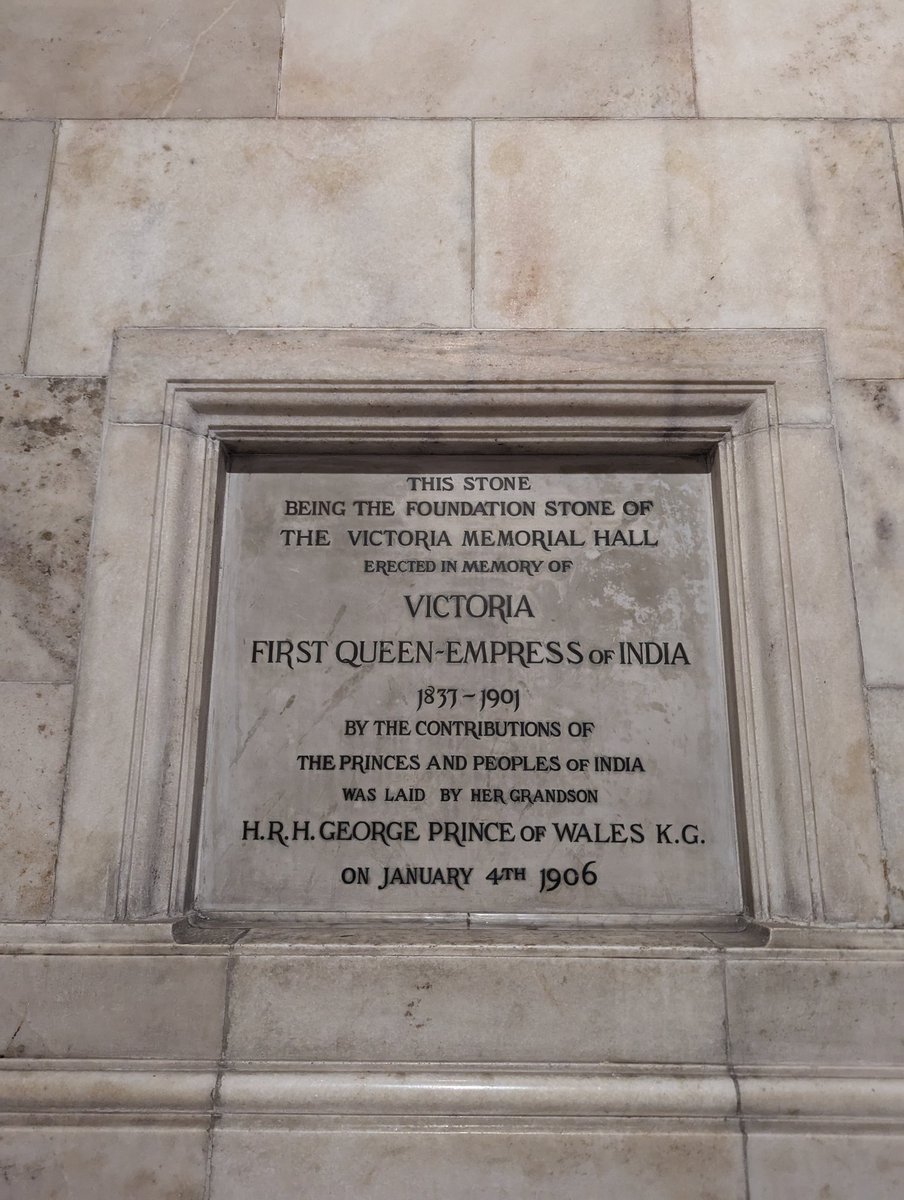 THIS STONE
BEING THE FOUNDATION STONE OF
THE VICTORIA MEMORIAL HALL
ERECTED IN MEMORY OF
VICTORIA
FIRST QUEEN-EMPRESS OF INDIA
1837-1901
BY THE CONTRIBUTIONS OF
THE PRINCES AND PEOPLES OF INDIA
WAS LAID BY HER GRANDSON
H.R.H. GEORGE PRINCE OF WALES K.G.
ON JANUARY 4TH 1906